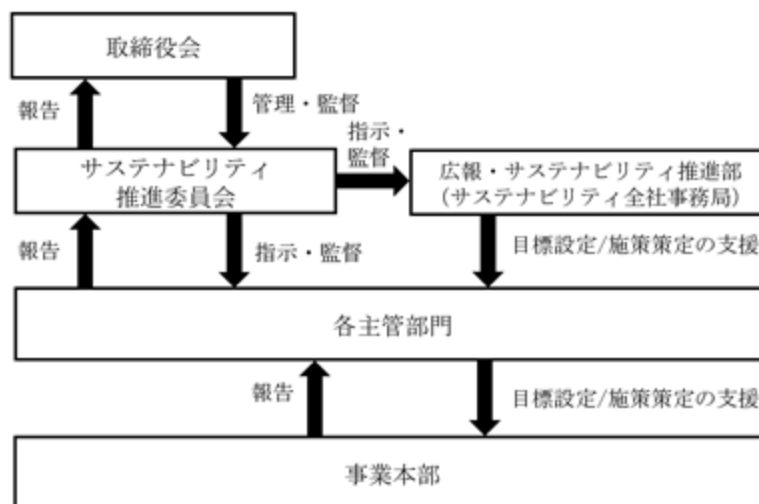 取締役会
報告
管理・監督
指示・
監督
サステナビリティ
推進委員会
広報・サステナビリティ推進部
（サステナビリティ全社事務局）
報告
指示・監督
目標設定/施策策定の支援
各主管部門
報告
目標設定/施策策定の支援
事業本部